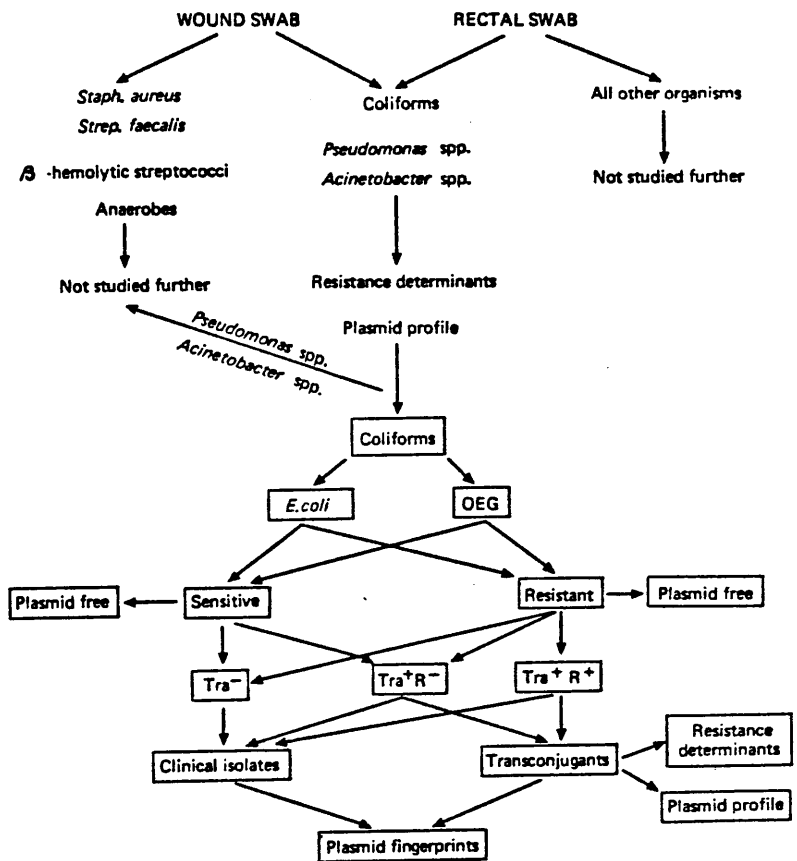 WOUND SWAB
RECTAL SWAB
Staph. aureus
Strep. faecalis
β -hemolytic streptococci
Anaerobes
Not studied further
Coliforms
Pseudomonas spp.
Acinetobacter spp.
All other organisms
Not studied further
Resistance determinants
Plasmid profile
Pseudomonas spp.
Acinetobacter spp.
Coliforms
E.coli
OEG
Plasmid free
Sensitive
Resistant
Plasmid free
Tra⁻
Tra⁺R⁻
Tra⁺ R⁺
Clinical isolates
Transconjugants
Resistance
determinants
Plasmid profile
Plasmid fingerprints